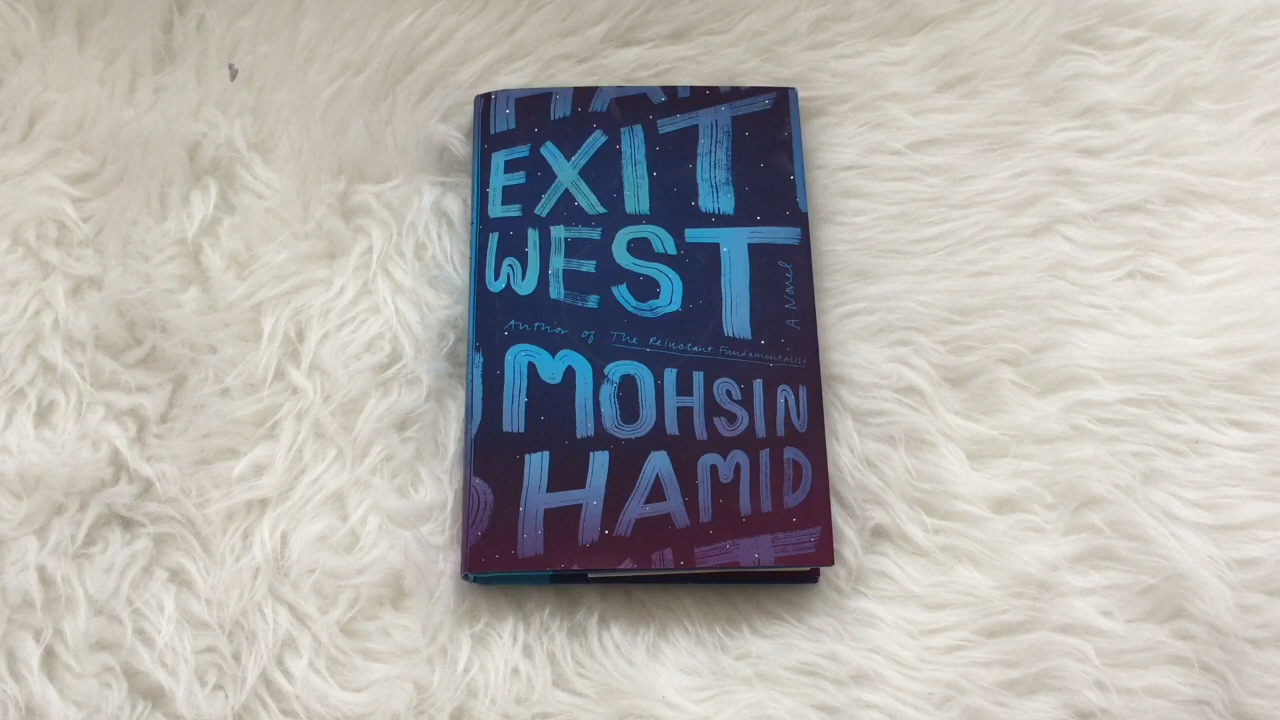 EXIT
WEST
A Novel
Author of The Reluctant Fundamentalist
MOHSIN
HAMID